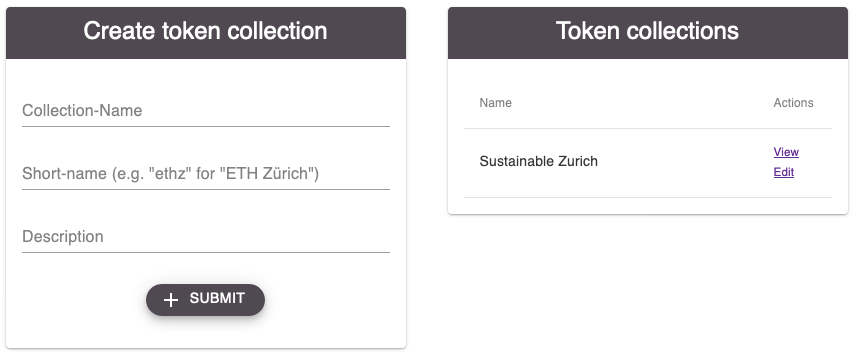 Create token collection
Collection-Name
Short-name (e.g. "ethz" for "ETH Zürich")
Description
SUBMIT
Token collections
Name Actions
Sustainable Zurich
View
Edit